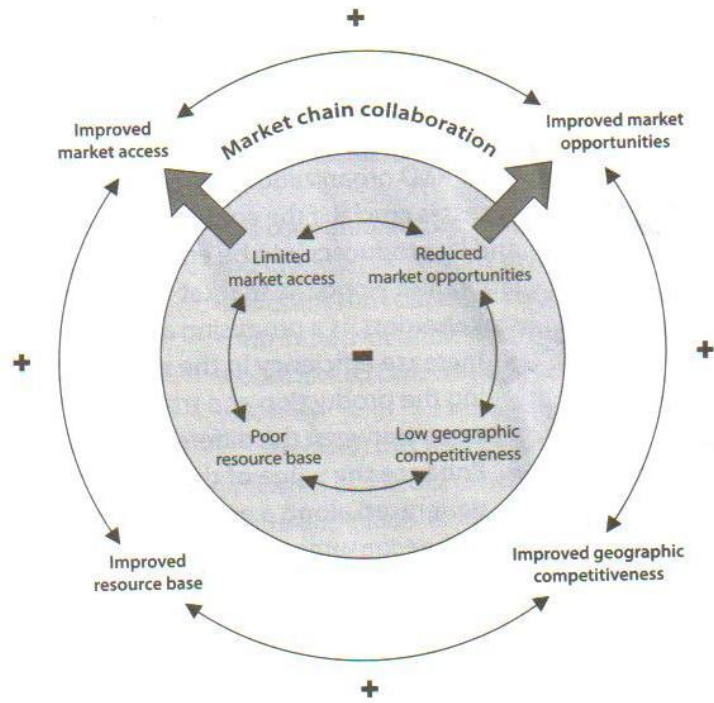 +
Market chain collaboration
Improved
market access
Improved market
opportunities
Limited
market access
Reduced
market opportunities
+
-
+
Poor
resource base
Low geographic
competitiveness
Improved
resource base
Improved geographic
competitiveness
+